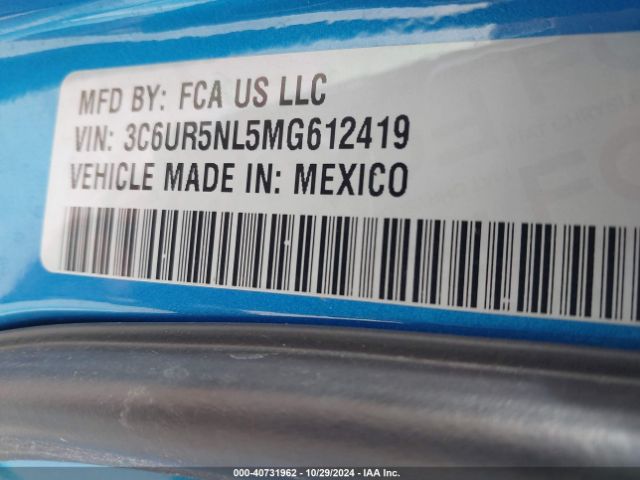 MFD BY: FCA US LLC
VIN: 3C6UR5NL5MG612419
VEHICLE MADE IN: MEXICO
000-40731962 - 10/29/2024 - IAA Inc.